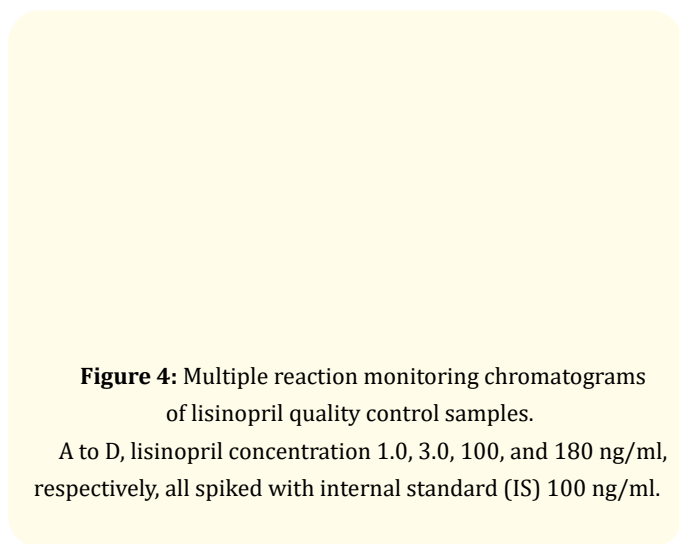 Figure 4: Multiple reaction monitoring chromatograms
of lisinopril quality control samples.
A to D, lisinopril concentration 1.0, 3.0, 100, and 180 ng/ml,
respectively, all spiked with internal standard (IS) 100 ng/ml.